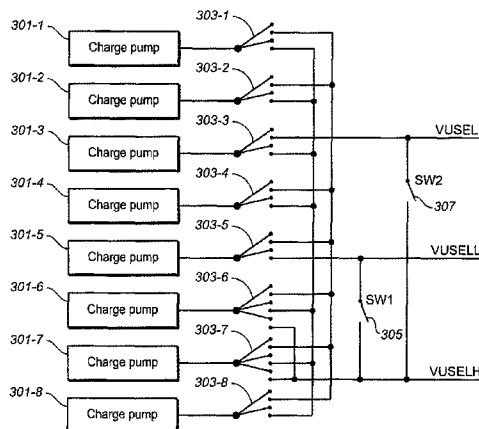 301-1
Charge pump
303-1
301-2
Charge pump
303-2
301-3
Charge pump
303-3
VUSEL
301-4
Charge pump
303-4
SW2
307
301-5
Charge pump
303-5
VUSELL
301-6
Charge pump
303-6
SW1
305
301-7
Charge pump
303-7
VUSELH
301-8
Charge pump
303-8